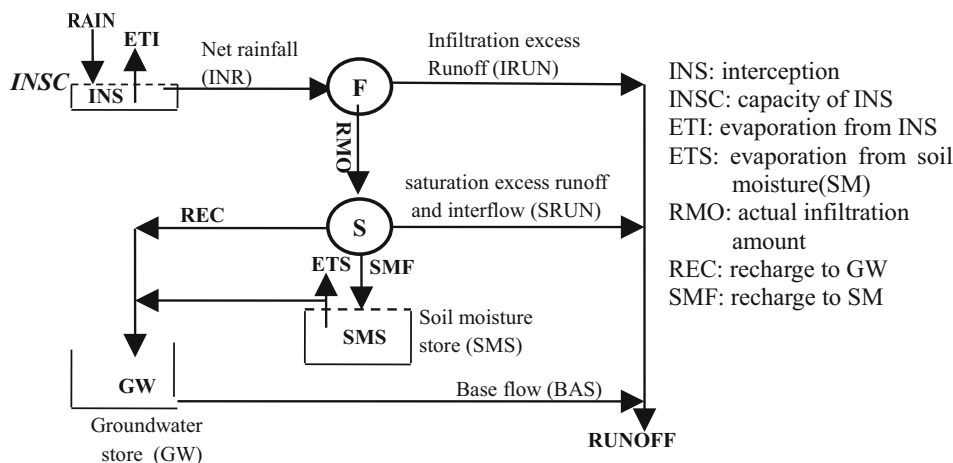 RAIN
ETI
INSC
INS
Net rainfall
(INR)
F
Infiltration excess
Runoff (IRUN)
RMO
saturation excess runoff
and interflow (SRUN)
REC
S
ETS
SMF
SMS
Soil moisture
store (SMS)
GW
Base flow (BAS)
Groundwater
store (GW)
RUNOFF
INS: interception
INSC: capacity of INS
ETI: evaporation from INS
ETS: evaporation from soil
moisture(SM)
RMO: actual infiltration
amount
REC: recharge to GW
SMF: recharge to SM